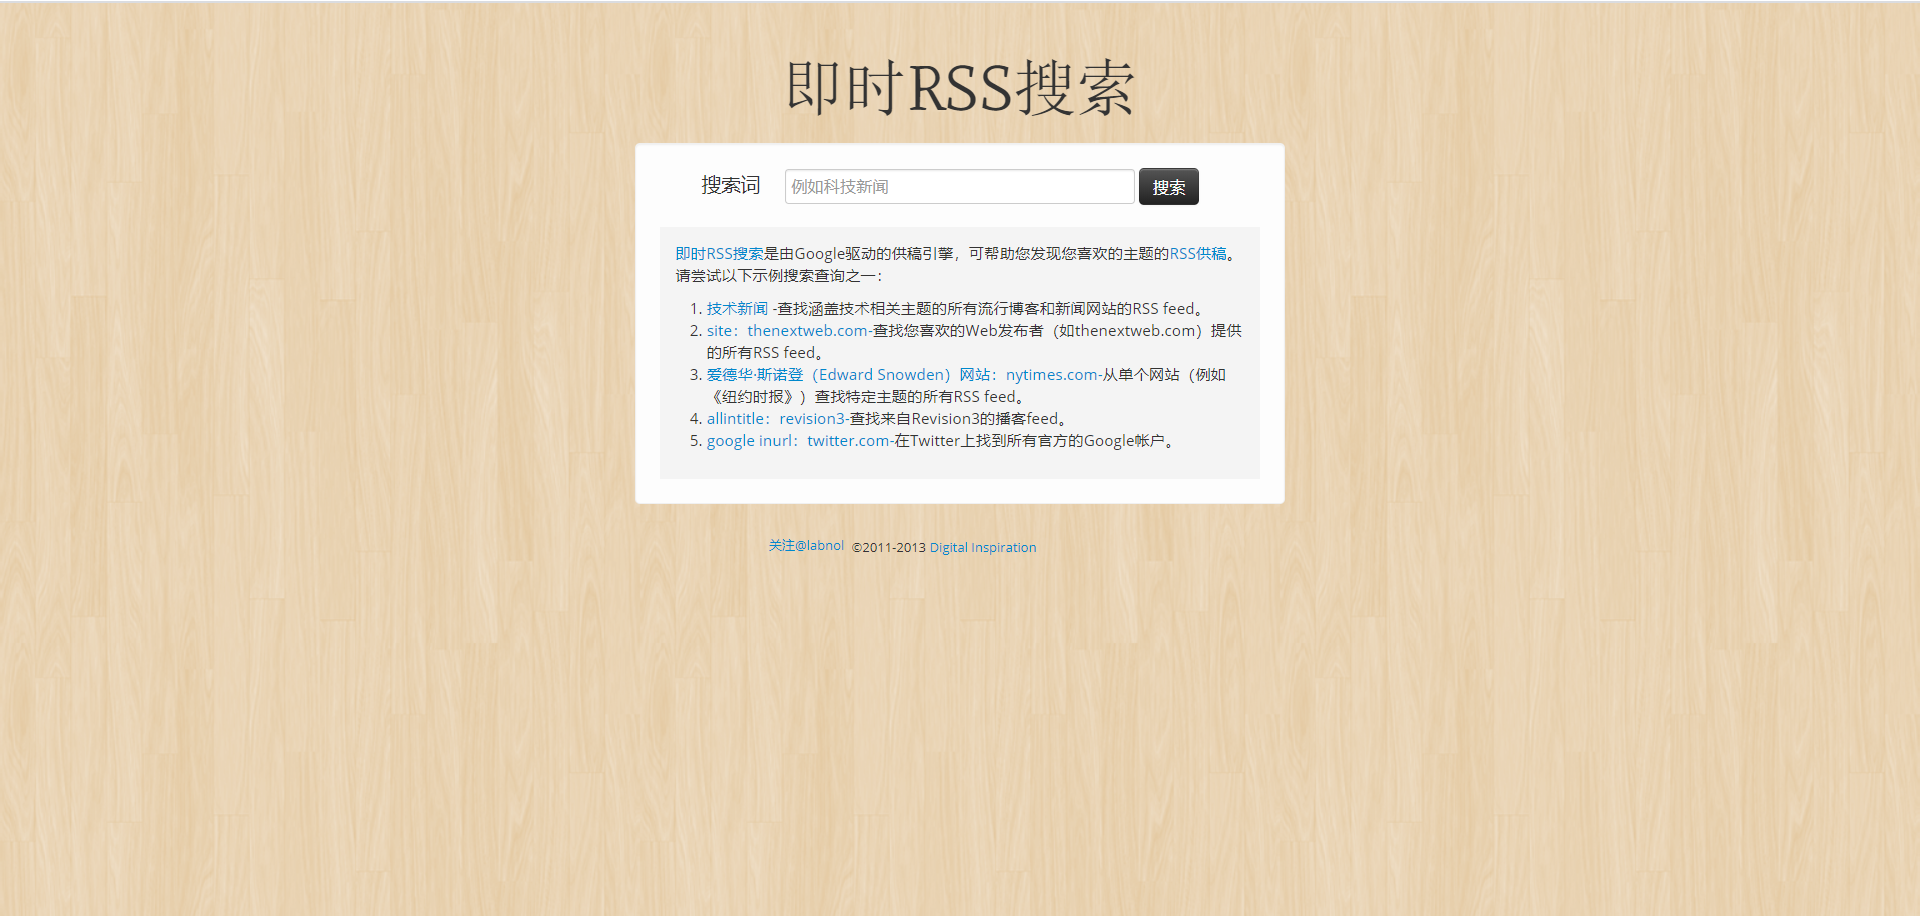 即时RSS搜索
搜索词 例如科技新闻 搜索
即时RSS搜索是由Google驱动的供稿引擎，可帮助您发现您喜欢的主题的RSS供稿。
请尝试以下示例搜索查询之一：
1. 技术新闻 -查找涵盖技术相关主题的所有流行博客和新闻网站的RSS feed。
2. site：thenextweb.com-查找您喜欢的Web发布者（如thenextweb.com）提供
的所有RSS feed。
3. 爱德华·斯诺登（Edward Snowden）网站：nytimes.com-从单个网站（例如
《纽约时报》）查找特定主题的所有RSS feed。
4. allintitle：revision3-查找来自Revision3的播客feed。
5. google inurl：twitter.com-在Twitter上找到所有官方的Google帐户。
关注@labnol ©2011-2013 Digital Inspiration